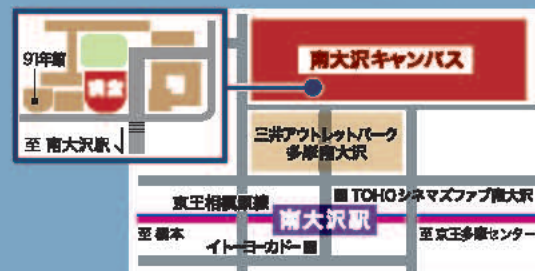 91年館
講堂
至 南大沢駅
南大沢キャンパス
三井アウトレットパーク
多摩南大沢
京王相模原線
TOHOシネマズファブ南大沢
南大沢駅
至 橋本
至 京王多摩センター
イトーヨーカドー